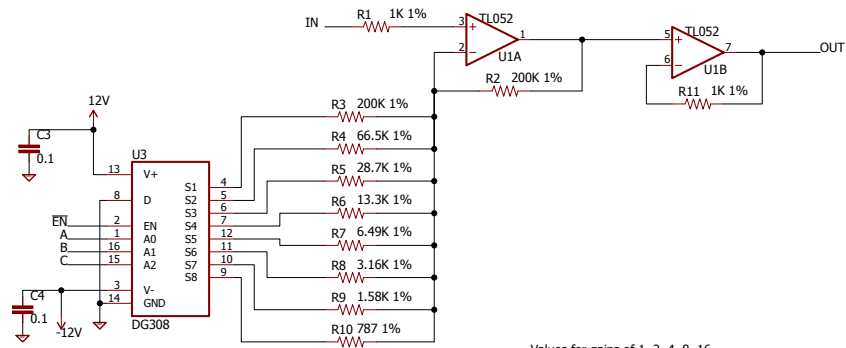 IN
R1 1K 1%
3
2
TL052
1
U1A
R2 200K 1%
5
6
TL052
7
U1B
OUT
R11 1K 1%
12V
C3
0.1
U3
R3 200K 1%
R4 66.5K 1%
R5 28.7K 1%
R6 13.3K 1%
R7 6.49K 1%
R8 3.16K 1%
R9 1.58K 1%
R10 787 1%
13 V+
8 D
EN 2 EN
A 1 A0
B 16 A1
C 15 A2
3 V-
14 GND
S1 4
S2 5
S3 6
S4 7
S5 12
S6 11
S7 10
S8 9
C4
0.1
-12V
DG308